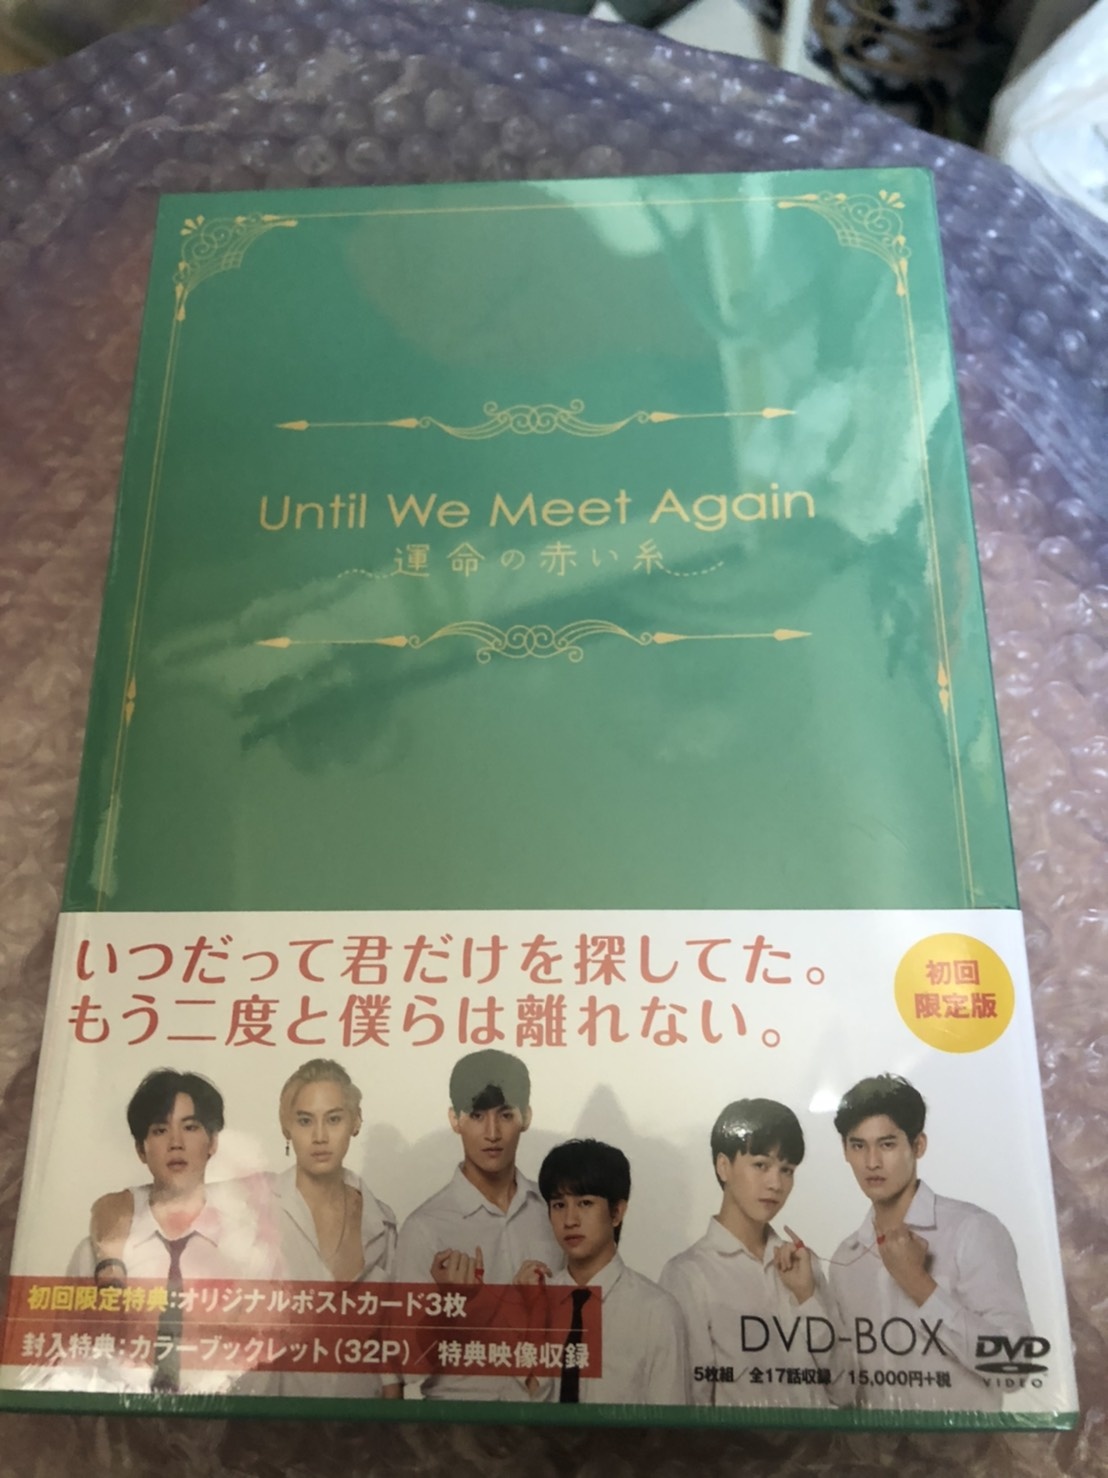 Until We Meet Again
運命の赤い糸
いつだって君だけを探してた。
もう二度と僕らは離れない。
初回
限定版
初回限定特典:オリジナルポストカード3枚
封入特典:カラーブックレット(32P)/特典映像収録
DVD-BOX
5枚組/全17話収録/15,000円+税
DVD
VIDEO